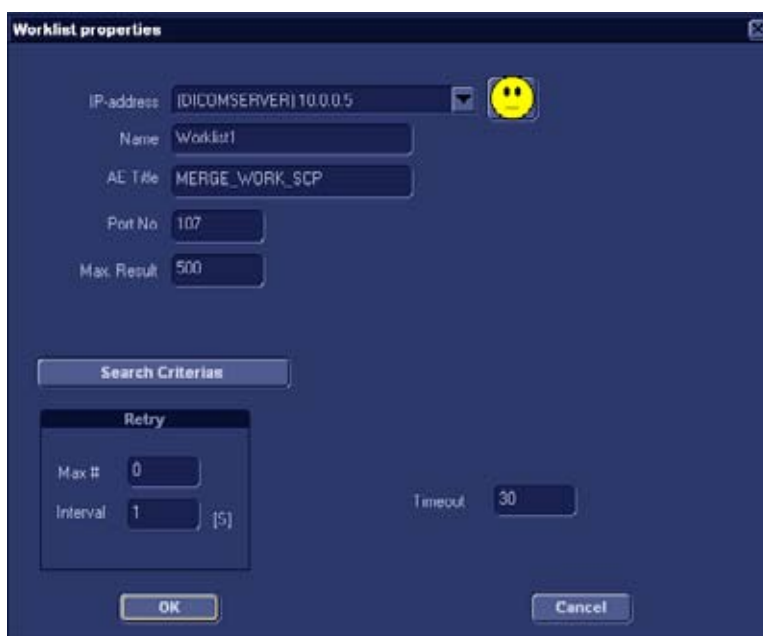 Worklist properties
IP-address (DICOMSERVER) 10.0.0.5
Name Worklist1
AE Title MERGE_WORK_SCP
Port No 107
Max. Result 500
Search Criterias
Retry
Max # 0
Interval 1 [S]
Timeout 30
OK Cancel